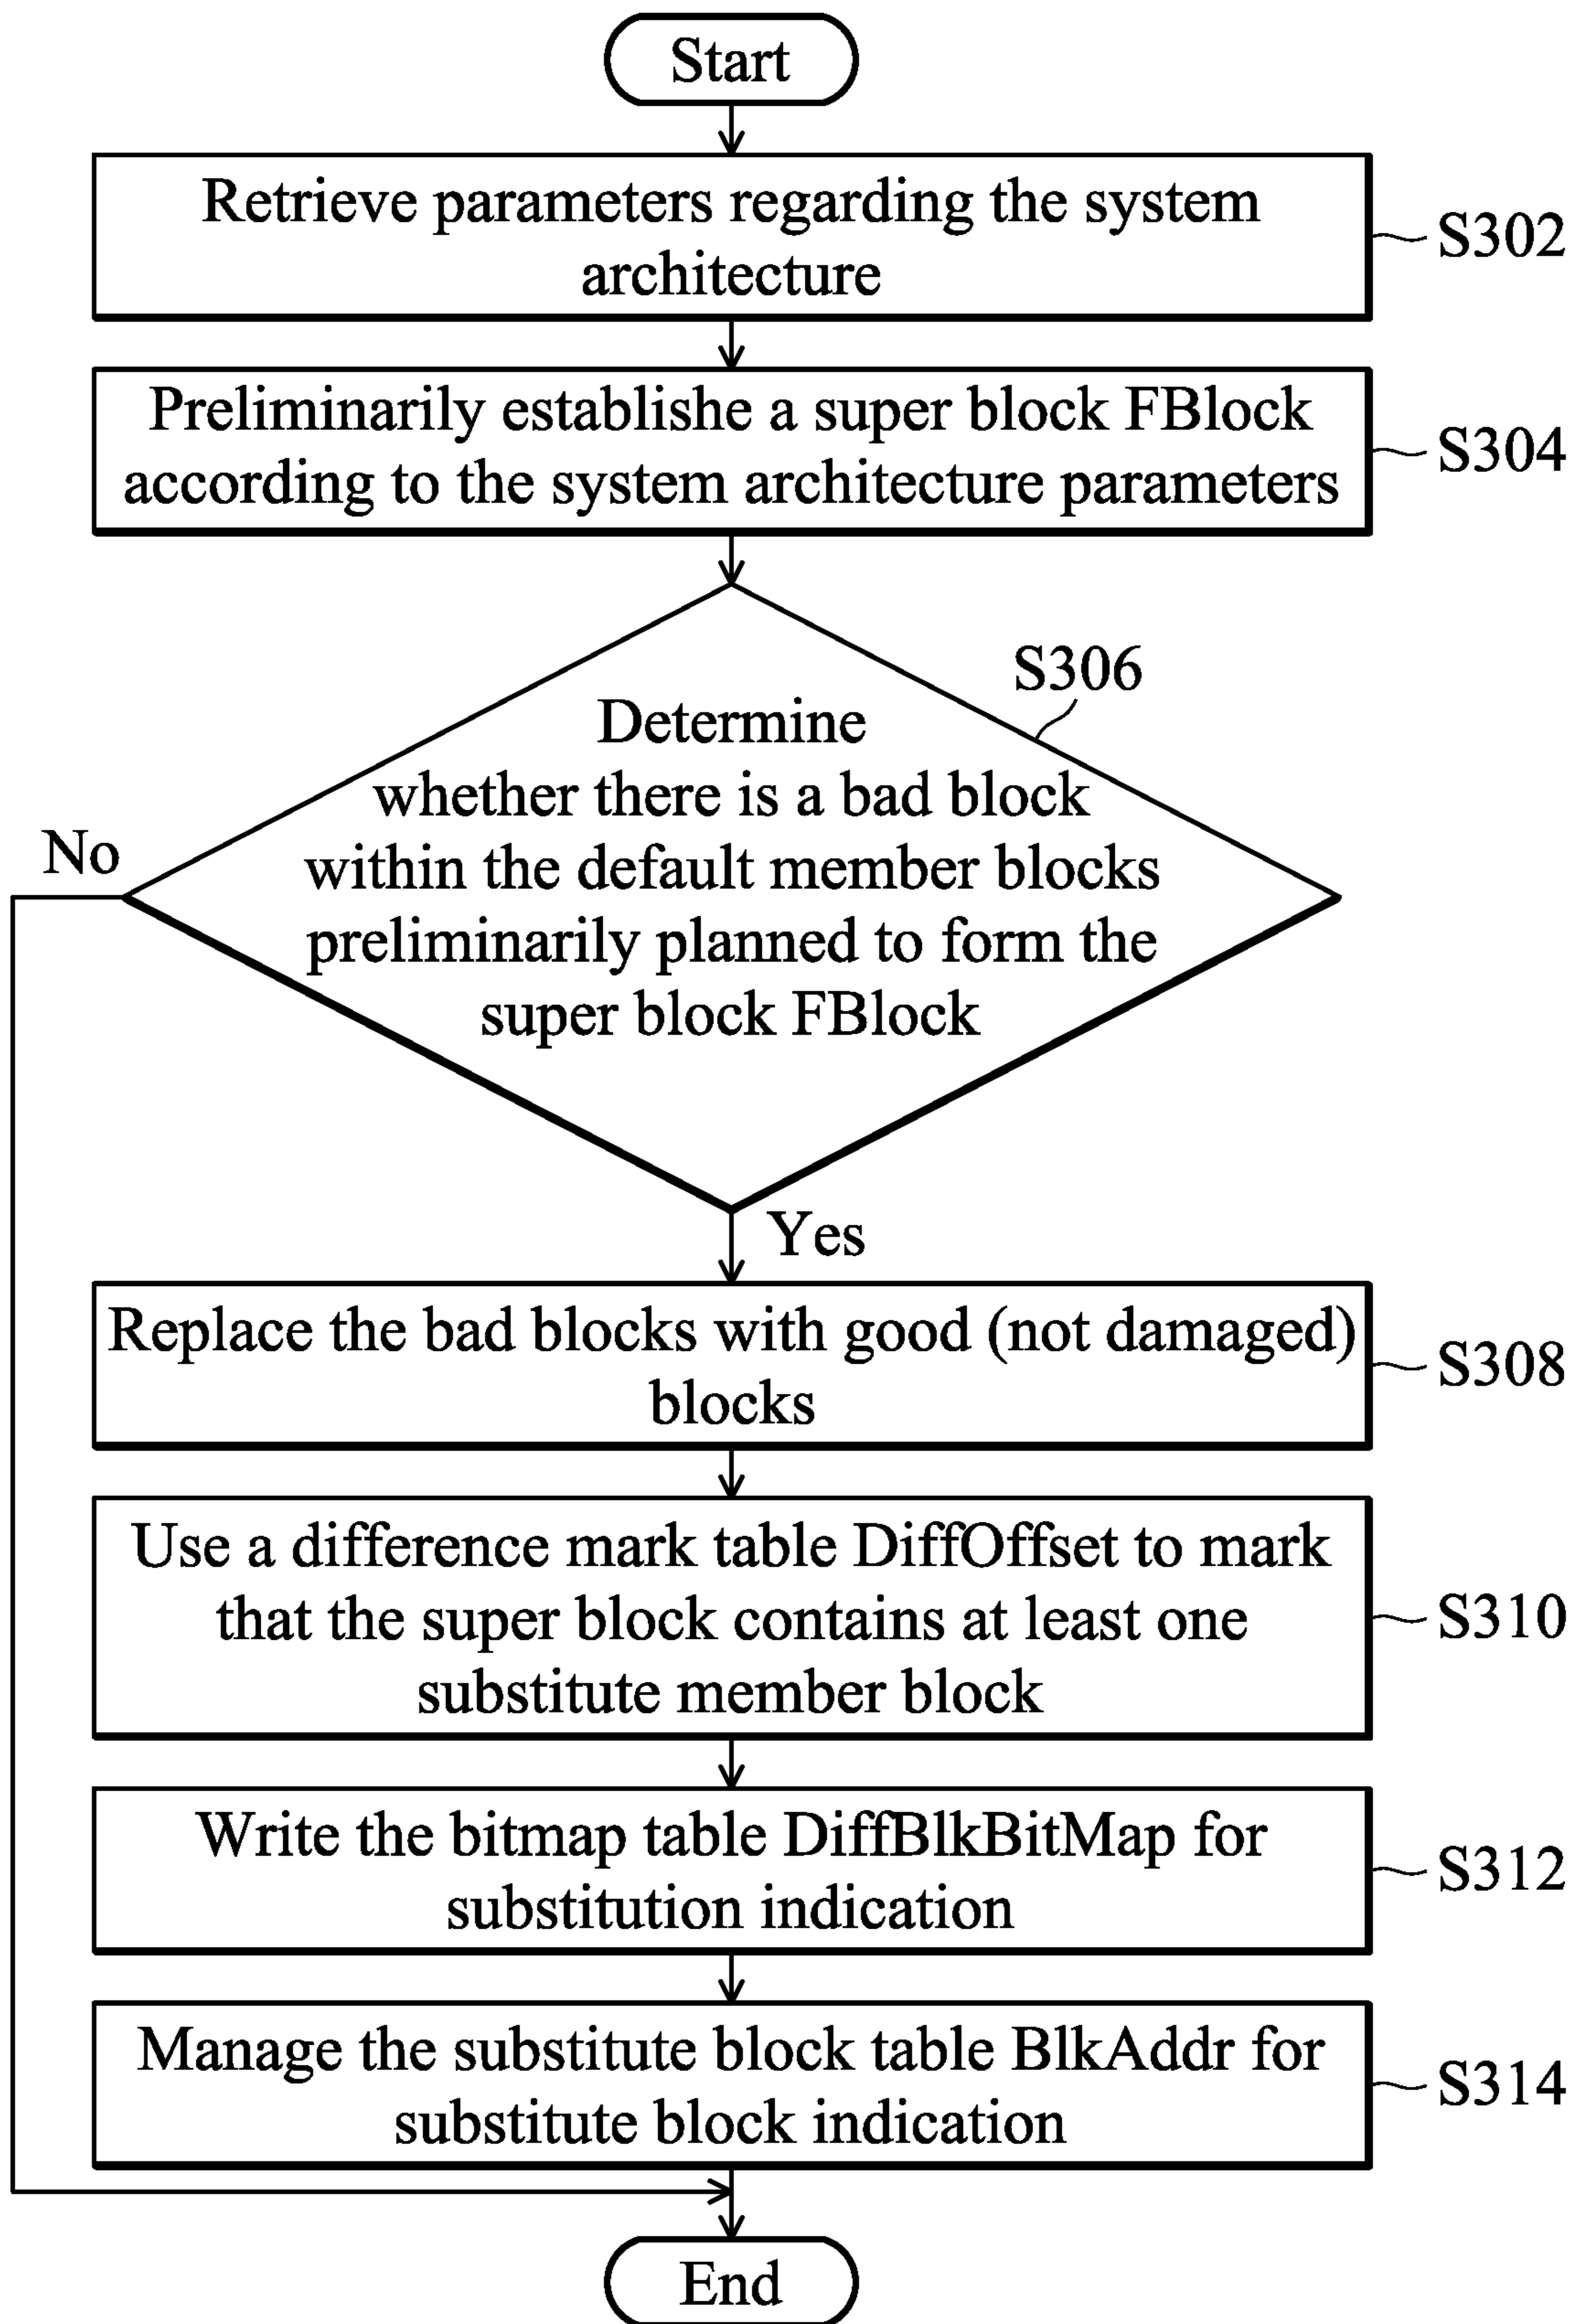 Start
Retrieve parameters regarding the system
architecture
S302
Preliminarily establishe a super block FBlock
according to the system architecture parameters
S304
S306
Determine
whether there is a bad block
within the default member blocks
preliminarily planned to form the
super block FBlock
No
Yes
Replace the bad blocks with good (not damaged)
blocks
S308
Use a difference mark table DiffOffset to mark
that the super block contains at least one
substitute member block
S310
Write the bitmap table DiffBlkBitMap for
substitution indication
S312
Manage the substitute block table BlkAddr for
substitute block indication
S314
End